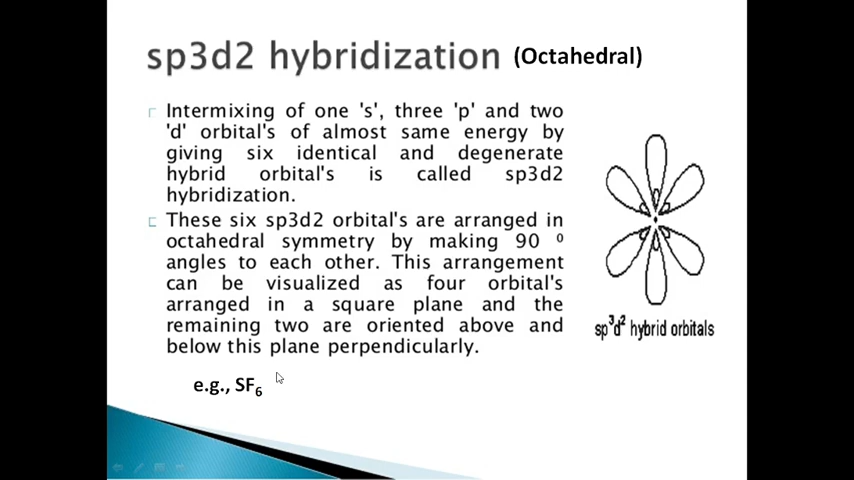 sp3d2 hybridization (Octahedral)
Intermixing of one 's', three 'p' and two
'd' orbital's of almost same energy by
giving six identical and degenerate
hybrid orbital's is called sp3d2
hybridization.
These six sp3d2 orbital's are arranged in
octahedral symmetry by making 90 ⁰
angles to each other. This arrangement
can be visualized as four orbital's
arranged in a square plane and the
remaining two are oriented above and
below this plane perpendicularly.
e.g., SF₆
sp³d² hybrid orbitals